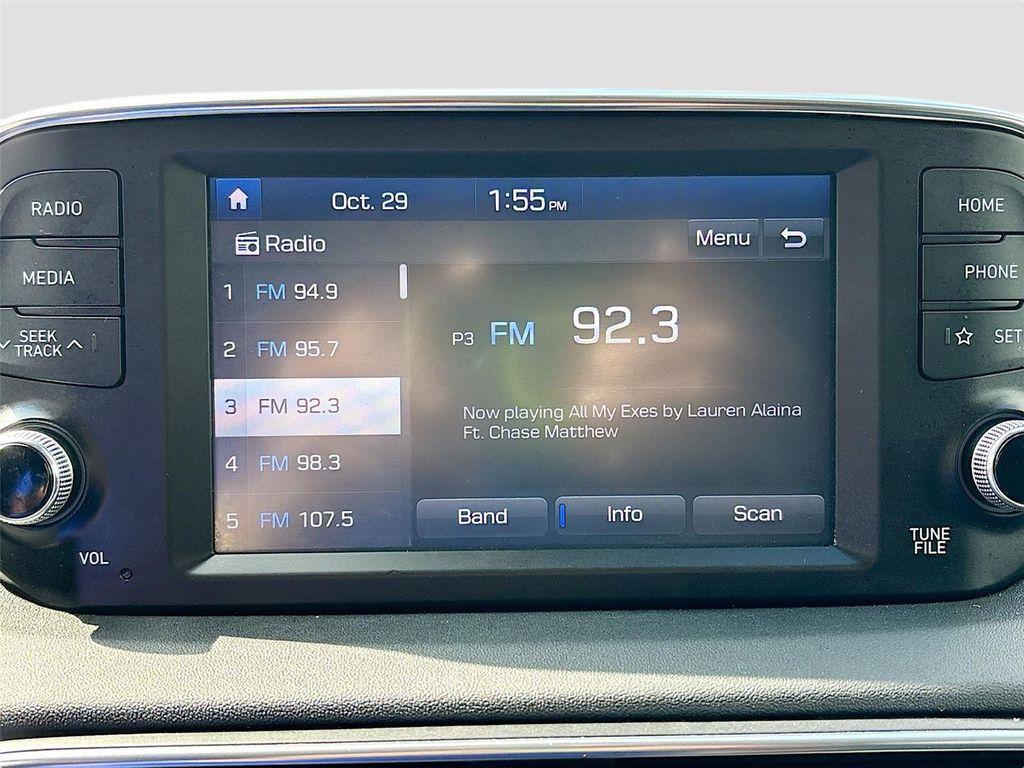 Oct. 29 1:55 PM
Radio Menu
1 FM 94.9
2 FM 95.7
3 FM 92.3
4 FM 98.3
5 FM 107.5
P3 FM 92.3
Now playing All My Exes by Lauren Alaina
Ft. Chase Matthew
Band Info Scan
RADIO
MEDIA
SEEK
TRACK
VOL
HOME
PHONE
SET
TUNE
FILE